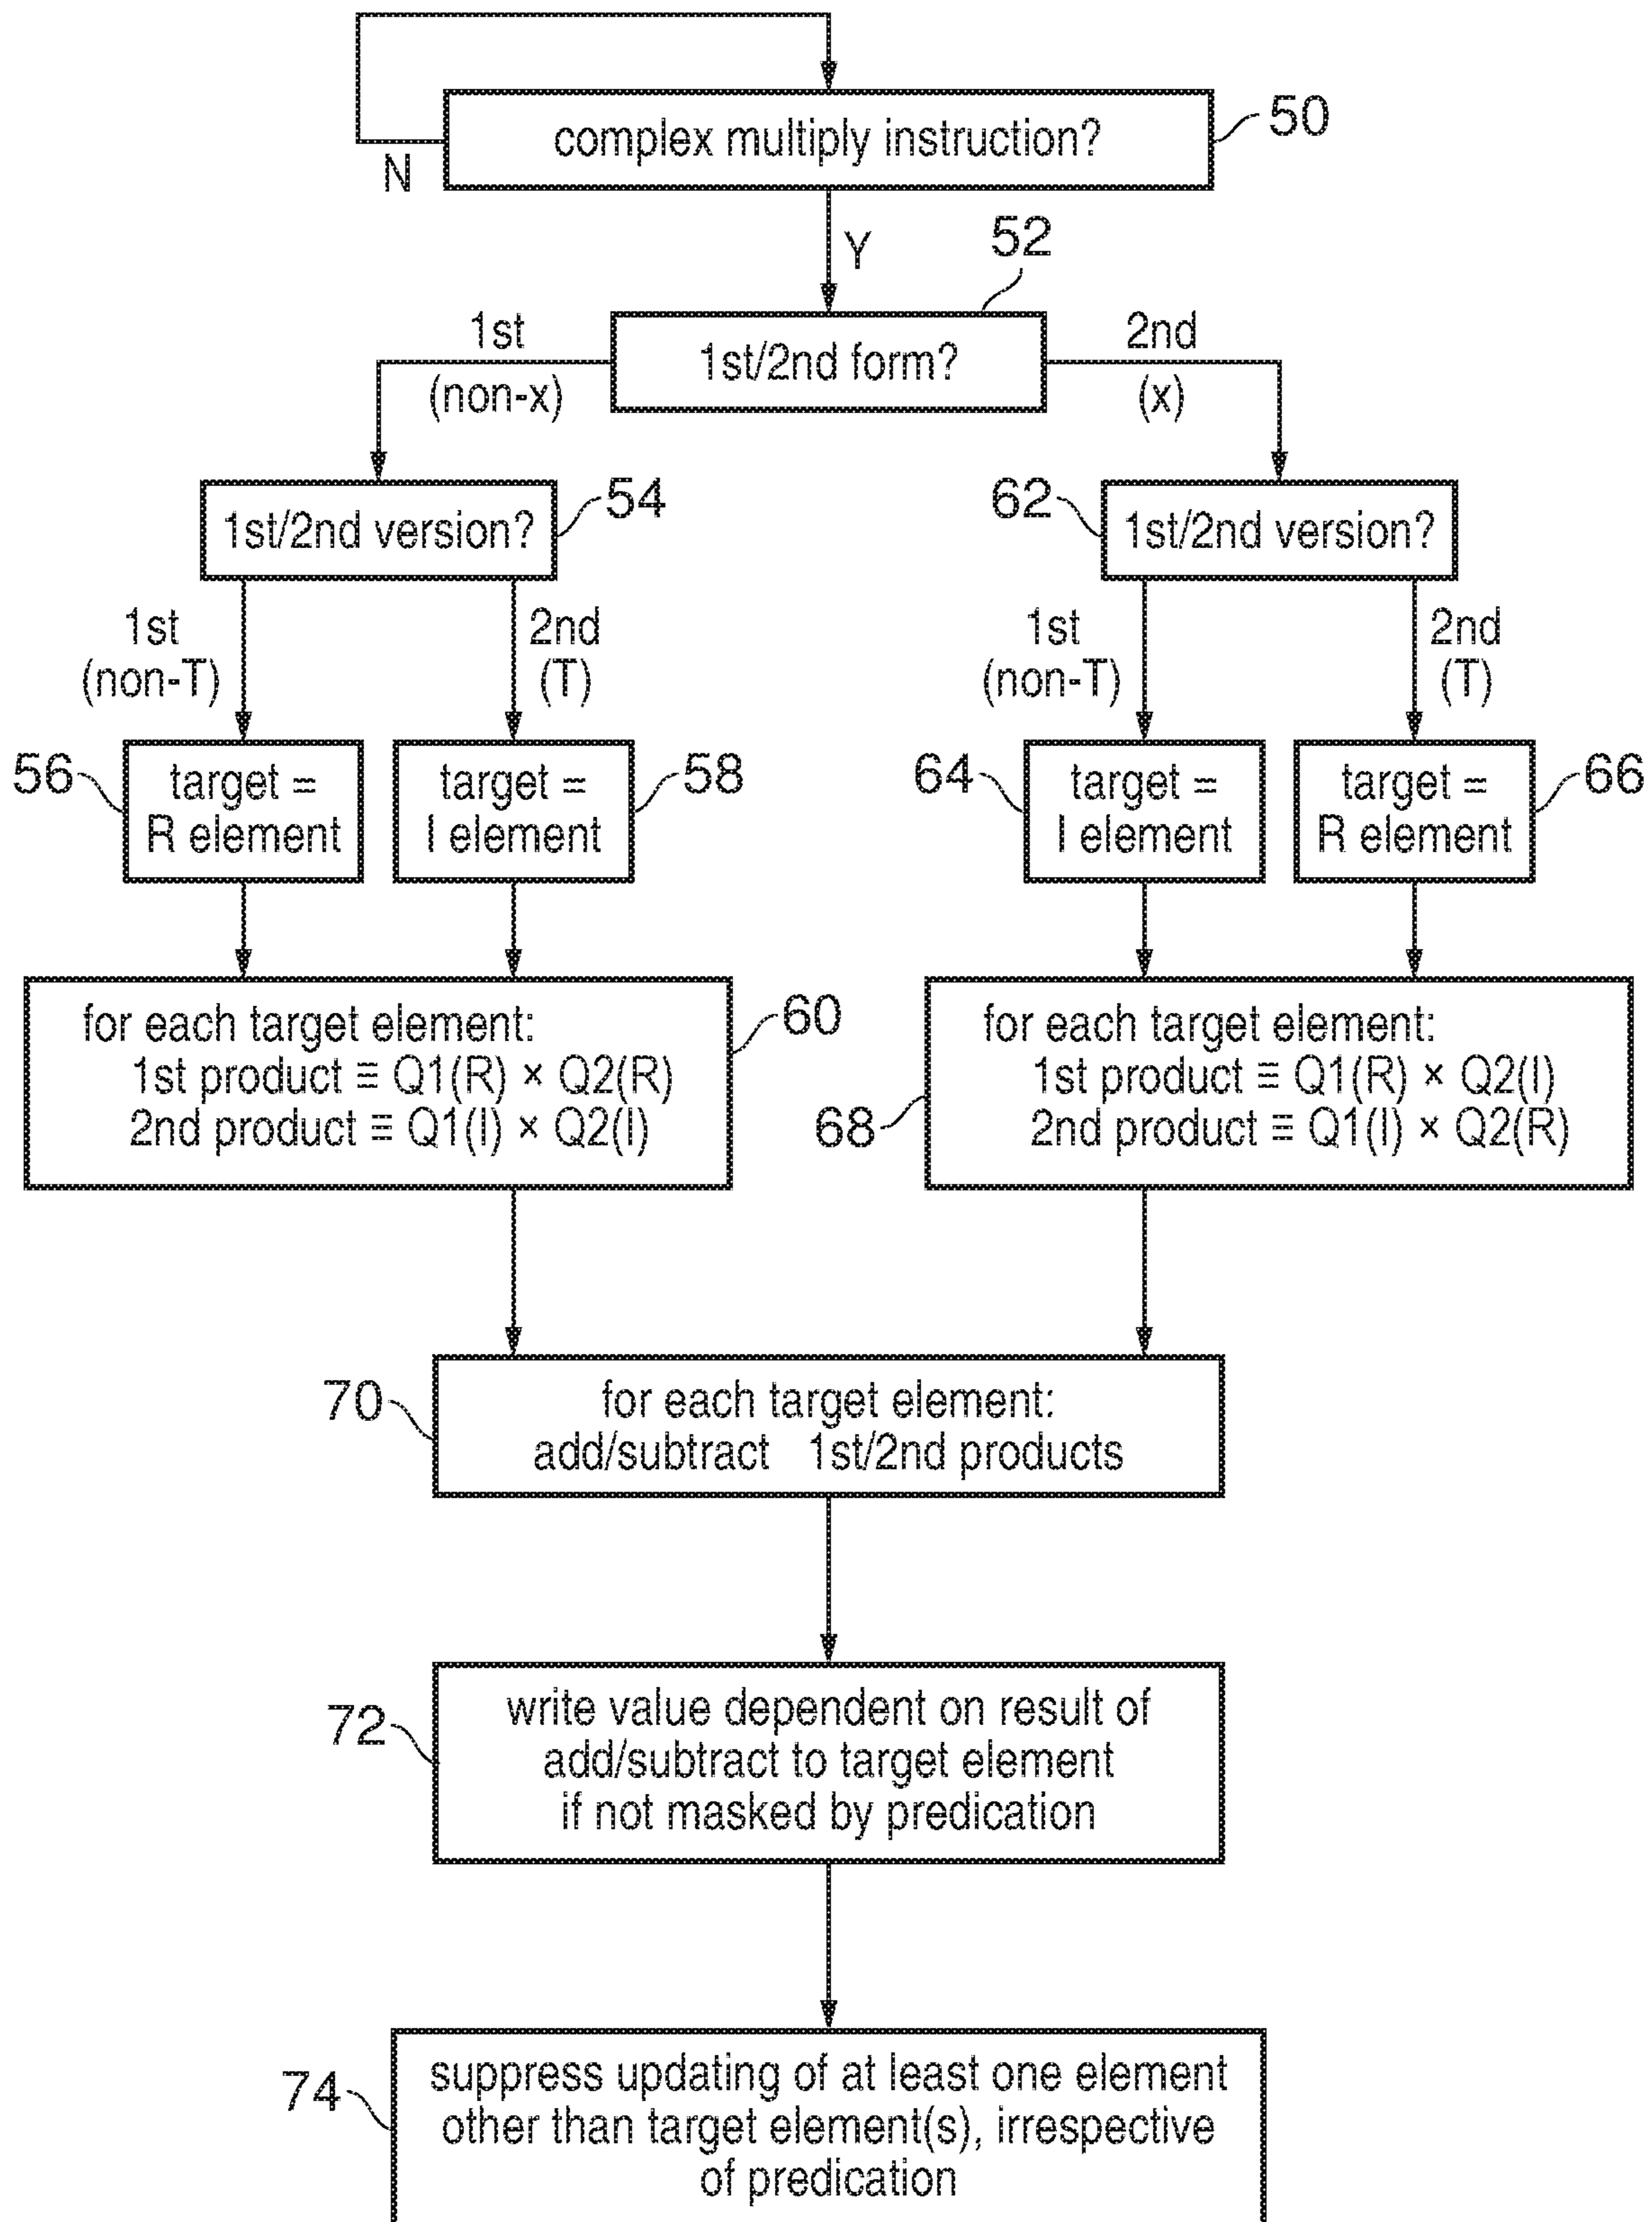 complex multiply instruction?
50
N
Y
52
1st
(non-x)
1st/2nd form?
2nd
(x)
1st/2nd version?
54
62
1st/2nd version?
1st
(non-T)
2nd
(T)
1st
(non-T)
2nd
(T)
56
target =
R element
target =
I element
58
64
target =
I element
target =
R element
66
for each target element:
1st product ≡ Q1(R) × Q2(R)
2nd product ≡ Q1(I) × Q2(I)
60
for each target element:
1st product ≡ Q1(R) × Q2(I)
2nd product ≡ Q1(I) × Q2(R)
68
70
for each target element:
add/subtract 1st/2nd products
72
write value dependent on result of
add/subtract to target element
if not masked by predication
74
suppress updating of at least one element
other than target element(s), irrespective
of predication